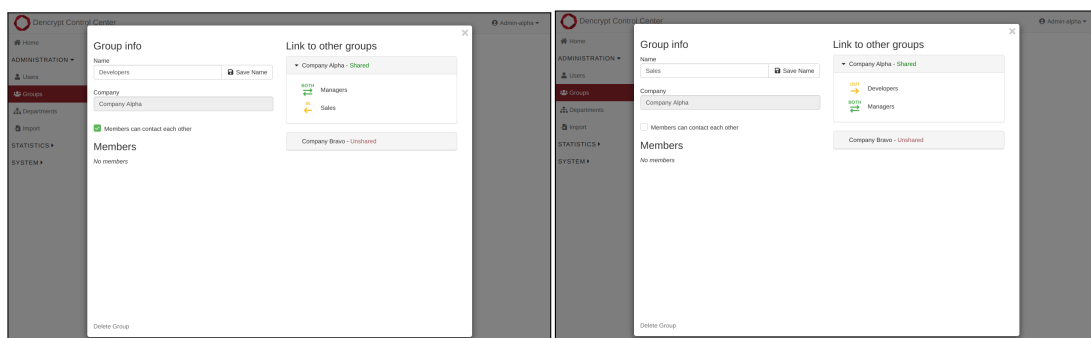 Dencrypt Control Center
Admin-alpha
Home
ADMINISTRATION
Users
Groups
Departments
Import
STATISTICS
SYSTEM
×
Group info
Name
Developers
Save Name
Company
Company Alpha
Members can contact each other
Members
No members
Delete Group
Link to other groups
Company Alpha - Shared
BOTH
Managers
IN
Sales
Company Bravo - Unshared
Dencrypt Control Center
Admin-alpha
Home
ADMINISTRATION
Users
Groups
Departments
Import
STATISTICS
SYSTEM
×
Group info
Name
Sales
Save Name
Company
Company Alpha
Members can contact each other
Members
No members
Delete Group
Link to other groups
Company Alpha - Shared
OUT
Developers
BOTH
Managers
Company Bravo - Unshared